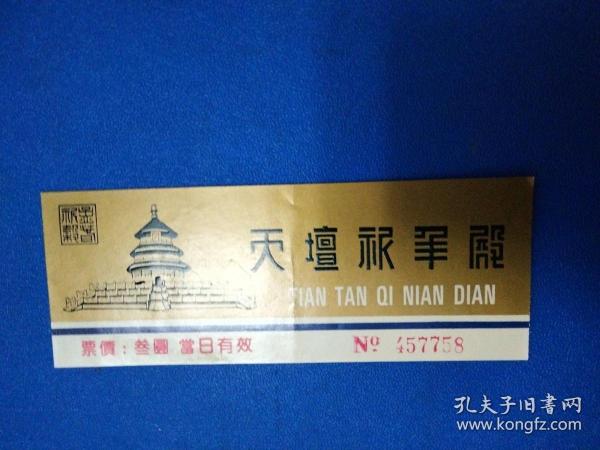 天壇祈年殿
TIAN TAN QI NIAN DIAN
票價：叁圓 當日有效
Nº 457758
孔夫子旧书网
www.kongfz.com